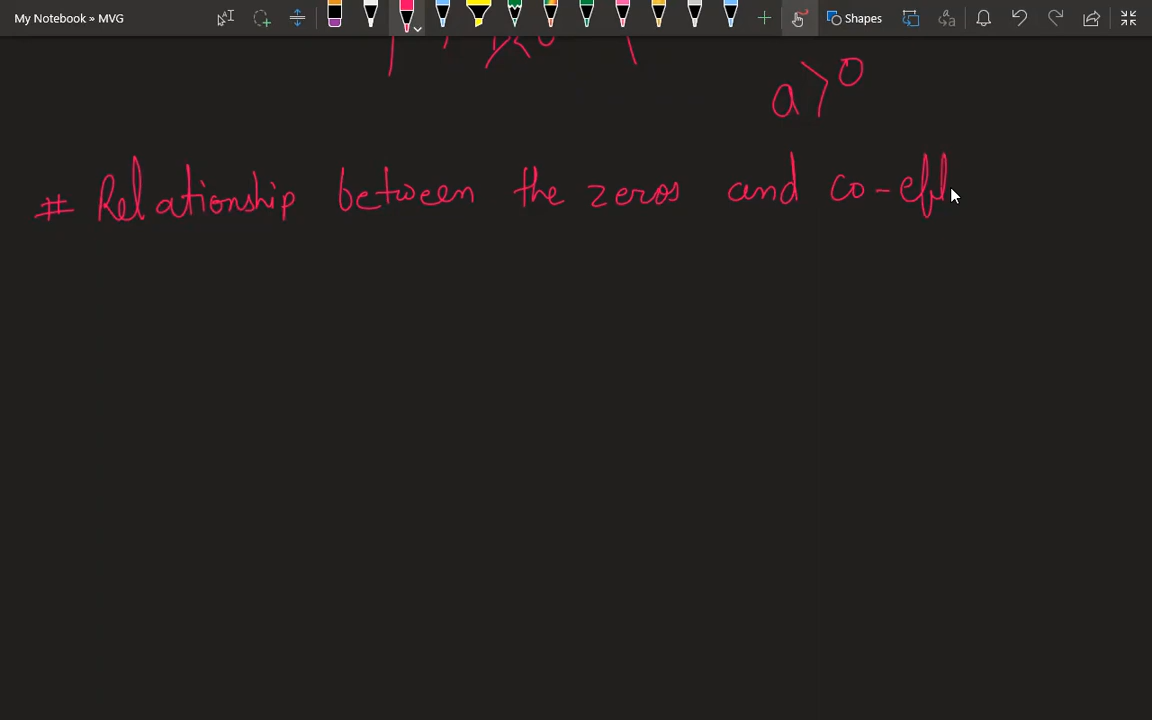 My Notebook » MVG
Shapes
a>0
# Relationship between the zeros and co-eff